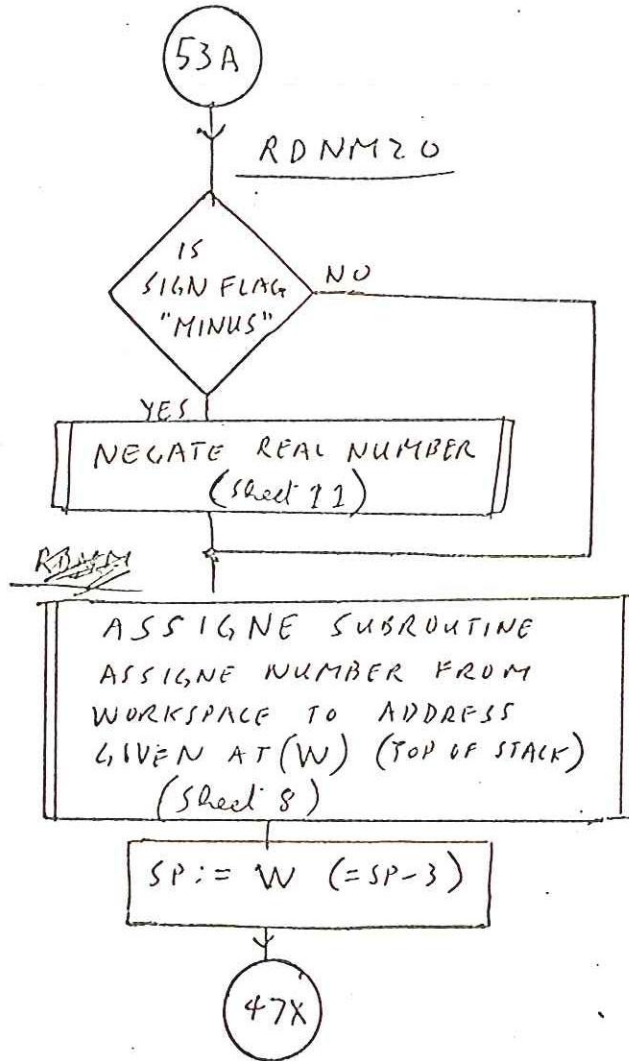 53A
RDNM20
IS
SIGN FLAG
"MINUS"
NO
YES
NEGATE REAL NUMBER
(Sheet 11)
ASSIGNE SUBROUTINE
ASSIGNE NUMBER FROM
WORKSPACE TO ADDRESS
GIVEN AT (W) (TOP OF STACK)
(Sheet 8)
SP := W (=SP-3)
47X